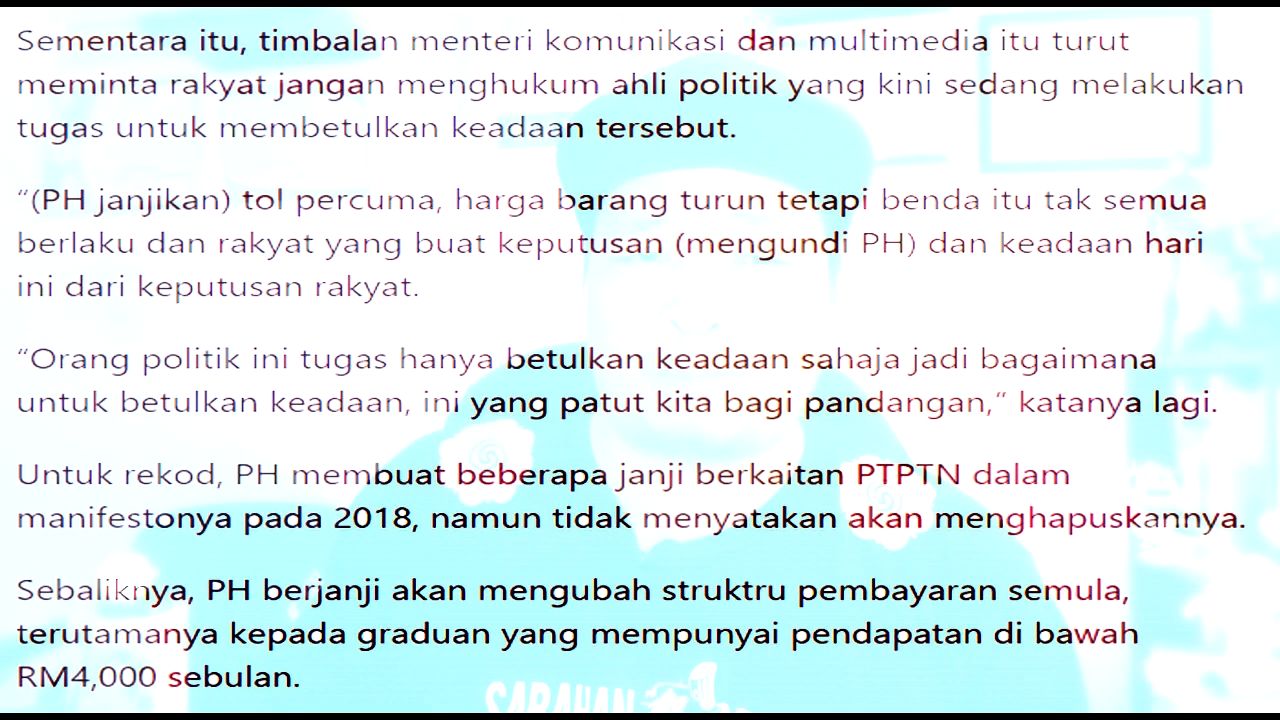 Sementara itu, timbalan menteri komunikasi dan multimedia itu turut
meminta rakyat jangan menghukum ahli politik yang kini sedang melakukan
tugas untuk membetulkan keadaan tersebut.
“(PH janjikan) tol percuma, harga barang turun tetapi benda itu tak semua
berlaku dan rakyat yang buat keputusan (mengundi PH) dan keadaan hari
ini dari keputusan rakyat.
“Orang politik ini tugas hanya betulkan keadaan sahaja jadi bagaimana
untuk betulkan keadaan, ini yang patut kita bagi pandangan,” katanya lagi.
Untuk rekod, PH membuat beberapa janji berkaitan PTPTN dalam
manifestonya pada 2018, namun tidak menyatakan akan menghapuskannya.
Sebaliknya, PH berjanji akan mengubah struktru pembayaran semula,
terutamanya kepada graduan yang mempunyai pendapatan di bawah
RM4,000 sebulan.
SABAHAN